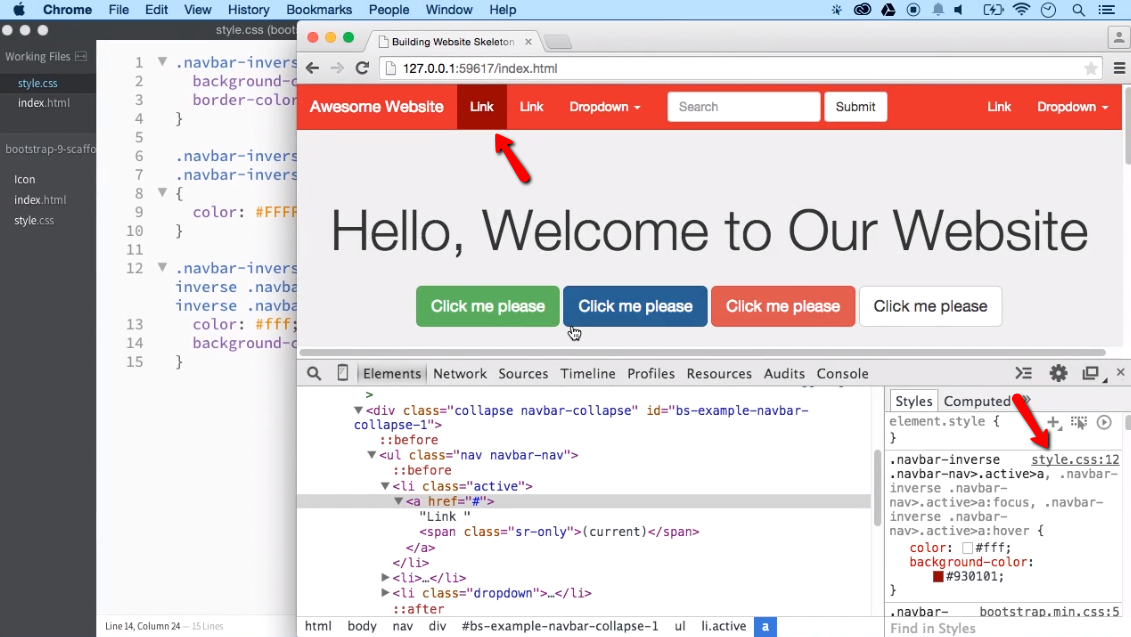 Chrome File Edit View History Bookmarks People Window Help
style.css (boots
Working Files
style.css
index.html
bootstrap-9-scaffo
Icon
index.html
style.css
1 .navbar-invers
2 background-c
3 border-color
4 }
5
6 .navbar-invers
7 .navbar-invers
8 {
9 color: #FFFF
10 }
11
12 .navbar-invers
inverse .navba
inverse .navba
13 color: #fff;
14 background-c
15 }
Line 14, Column 24 — 15 Lines
Building Website Skeleton
127.0.0.1:59617/index.html
Awesome Website Link Link Dropdown Search Submit Link Dropdown
Hello, Welcome to Our Website
Click me please Click me please Click me please Click me please
Elements Network Sources Timeline Profiles Resources Audits Console
>
<div class="collapse navbar-collapse" id="bs-example-navbar-
collapse-1">
::before
<ul class="nav navbar-nav">
::before
<li class="active">
<a href="#">
"Link "
<span class="sr-only">(current)</span>
</a>
</li>
<li>…</li>
<li class="dropdown">…</li>
::after
html body nav div #bs-example-navbar-collapse-1 ul li.active a
Styles Computed »
element.style {
}
.navbar-inverse style.css:12
.navbar-nav>.active>a, .navbar-
inverse .navbar-
nav>.active>a:focus, .navbar-
inverse .navbar-
nav>.active>a:hover {
color: #fff;
background-color:
#930101;
}
.navbar- bootstrap.min.css:5
Find in Styles